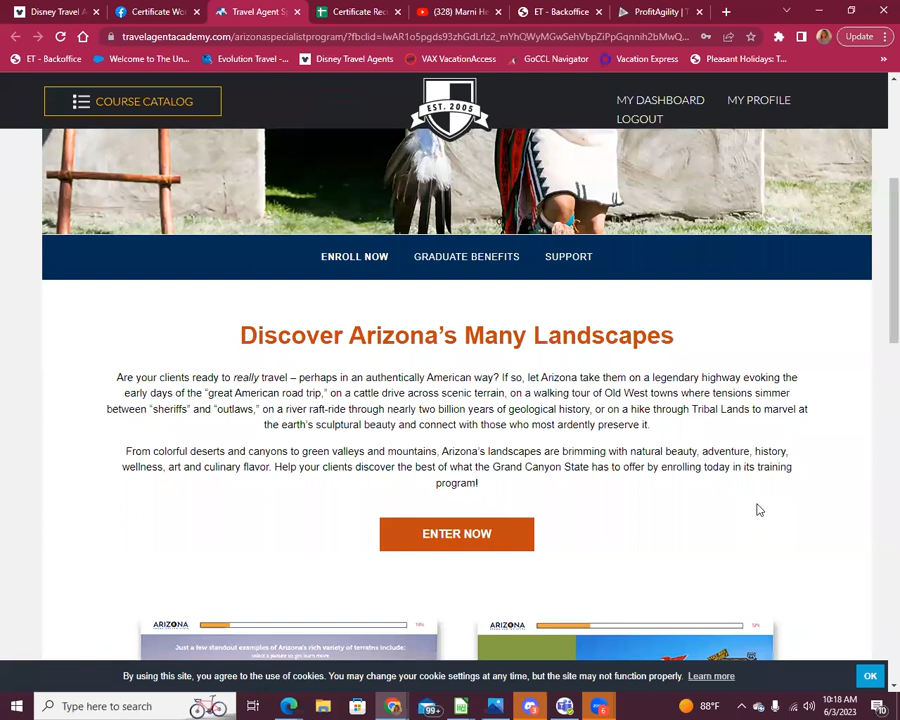 Disney Travel A
Certificate Wo
Travel Agent Sp
Certificate Reci
(328) Marni He
ET - Backoffice
ProfitAgility | T
travelagentacademy.com/arizonaspecialistprogram/?fbclid=IwAR1o5pgds93zhGdLrlz2_mYhQWyMGwSehVbpZiPpGqnnih2bMwQ...
Update
ET - Backoffice
Welcome to The Un...
Evolution Travel -...
Disney Travel Agents
VAX VacationAccess
GoCCL Navigator
Vacation Express
Pleasant Holidays: T...
COURSE CATALOG
EST. 2005
MY DASHBOARD
MY PROFILE
LOGOUT
ENROLL NOW
GRADUATE BENEFITS
SUPPORT
Discover Arizona's Many Landscapes
Are your clients ready to really travel – perhaps in an authentically American way? If so, let Arizona take them on a legendary highway evoking the
early days of the "great American road trip," on a cattle drive across scenic terrain, on a walking tour of Old West towns where tensions simmer
between "sheriffs" and "outlaws," on a river raft-ride through nearly two billion years of geological history, or on a hike through Tribal Lands to marvel at
the earth's sculptural beauty and connect with those who most ardently preserve it.
From colorful deserts and canyons to green valleys and mountains, Arizona's landscapes are brimming with natural beauty, adventure, history,
wellness, art and culinary flavor. Help your clients discover the best of what the Grand Canyon State has to offer by enrolling today in its training
program!
ENTER NOW
ARIZONA
ARIZONA
Just a few standout examples of Arizona's rich variety of terrains include:
By using this site, you agree to the use of cookies. You may change your cookie settings at any time, but the site may not function properly.
Learn more
OK
Type here to search
99+
6
88°F
10:18 AM
6/3/2023
10